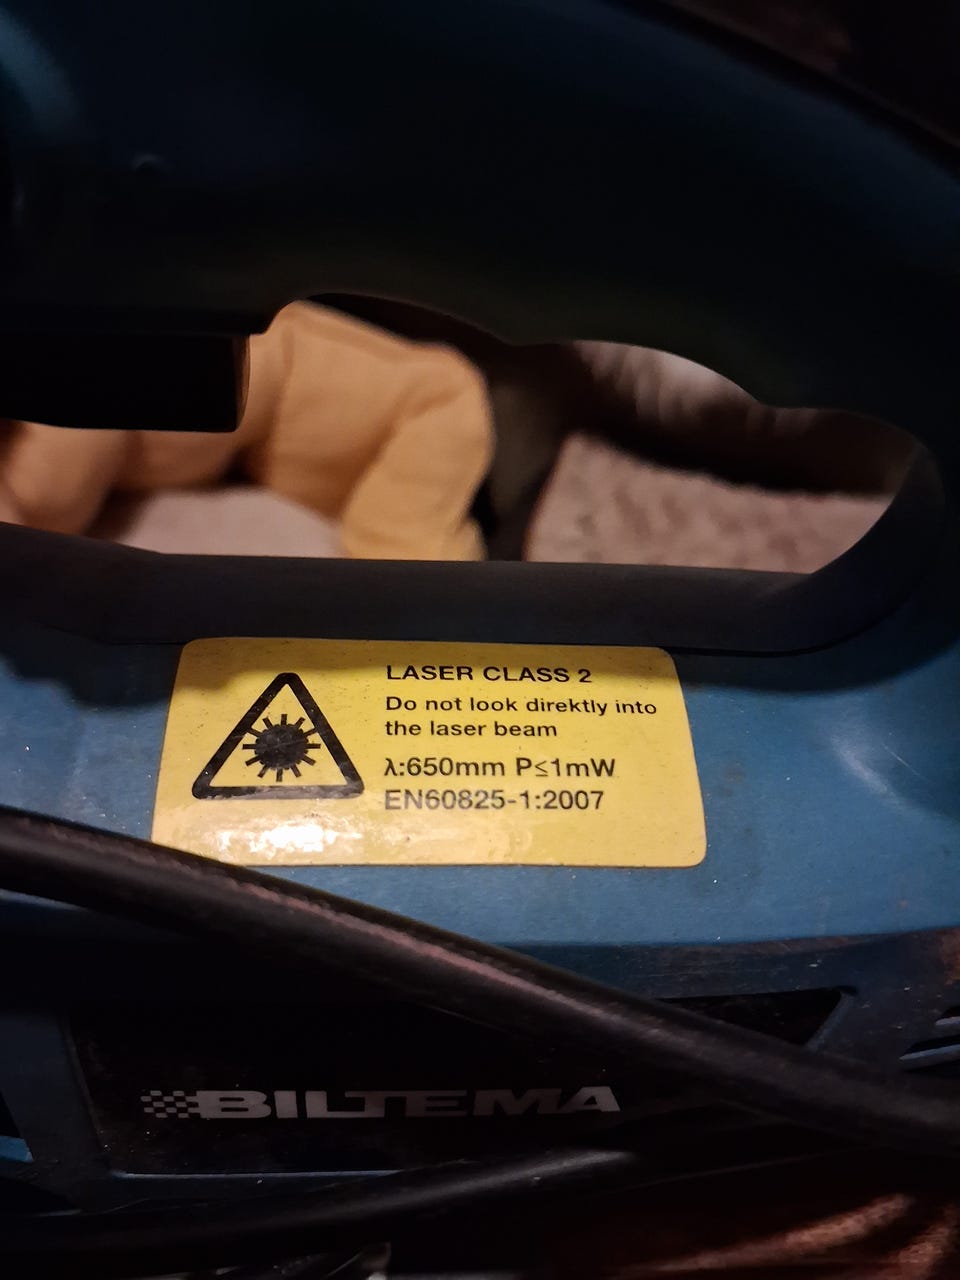 LASER CLASS 2
Do not look direktly into
the laser beam
λ:650mm P≤1mW
EN60825-1:2007
BILTEMA